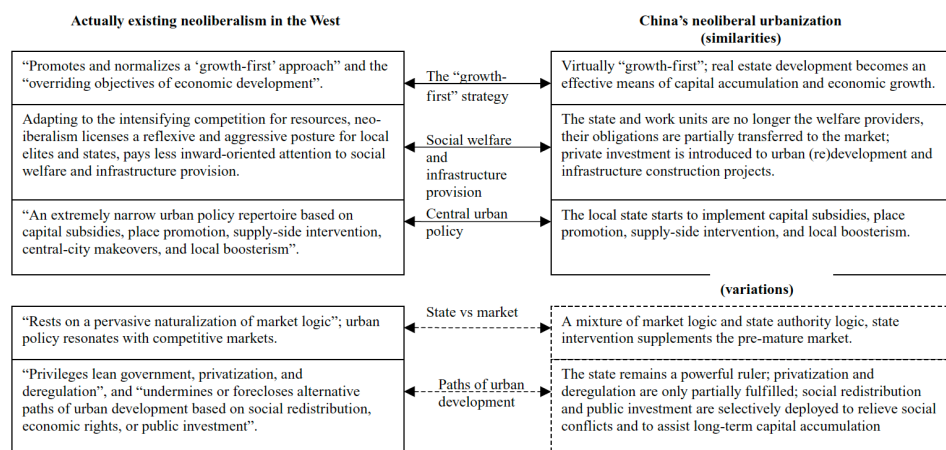 Actually existing neoliberalism in the West
China's neoliberal urbanization
(similarities)
"Promotes and normalizes a 'growth-first' approach" and the
"overriding objectives of economic development".
The "growth-
first" strategy
Virtually "growth-first"; real estate development becomes an
effective means of capital accumulation and economic growth.
Adapting to the intensifying competition for resources, neo-
iberalism licenses a reflexive and aggressive posture for local
elites and states, pays less inward-oriented attention to social
welfare and infrastructure provision.
Social welfare
and
infrastructure
provision
The state and work units are no longer the welfare providers,
their obligations are partially transferred to the market;
private investment is introduced to urban (re)development and
infrastructure construction projects.
"An extremely narrow urban policy repertoire based on
capital subsidies, place promotion, supply-side intervention,
central-city makeovers, and local boosterism".
Central urban
policy
The local state starts to implement capital subsidies, place
promotion, supply-side intervention, and local boosterism.
(variations)
"Rests on a pervasive naturalization of market logic"; urban
policy resonates with competitive markets.
State vs market
A mixture of market logic and state authority logic, state
intervention supplements the pre-mature market.
"Privileges lean government, privatization, and
deregulation", and "undermines or forecloses alternative
paths of urban development based on social redistribution,
economic rights, or public investment".
Paths of urban
development
The state remains a powerful ruler; privatization and
deregulation are only partially fulfilled; social redistribution
and public investment are selectively deployed to relieve social
conflicts and to assist long-term capital accumulation